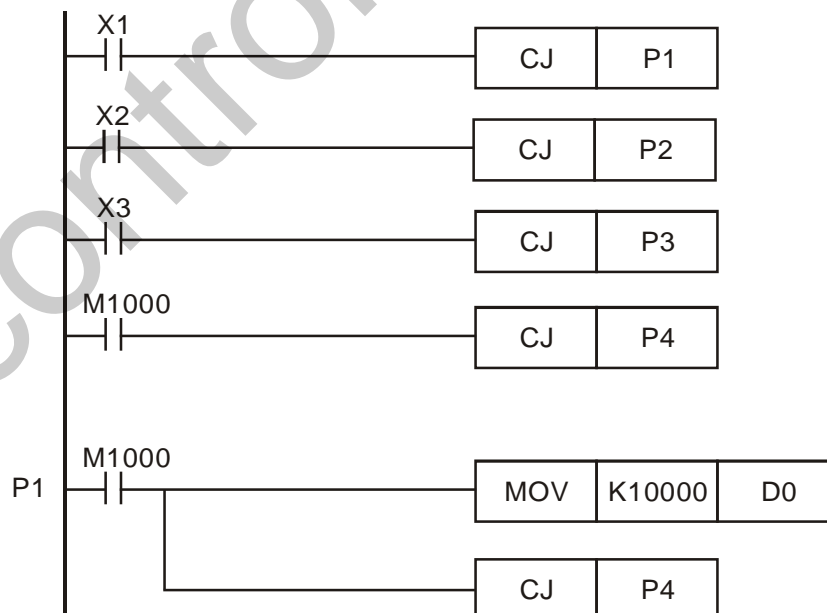 X1
CJ P1
X2
CJ P2
X3
CJ P3
M1000
CJ P4
M1000
P1 MOV K10000 D0
CJ P4
contro